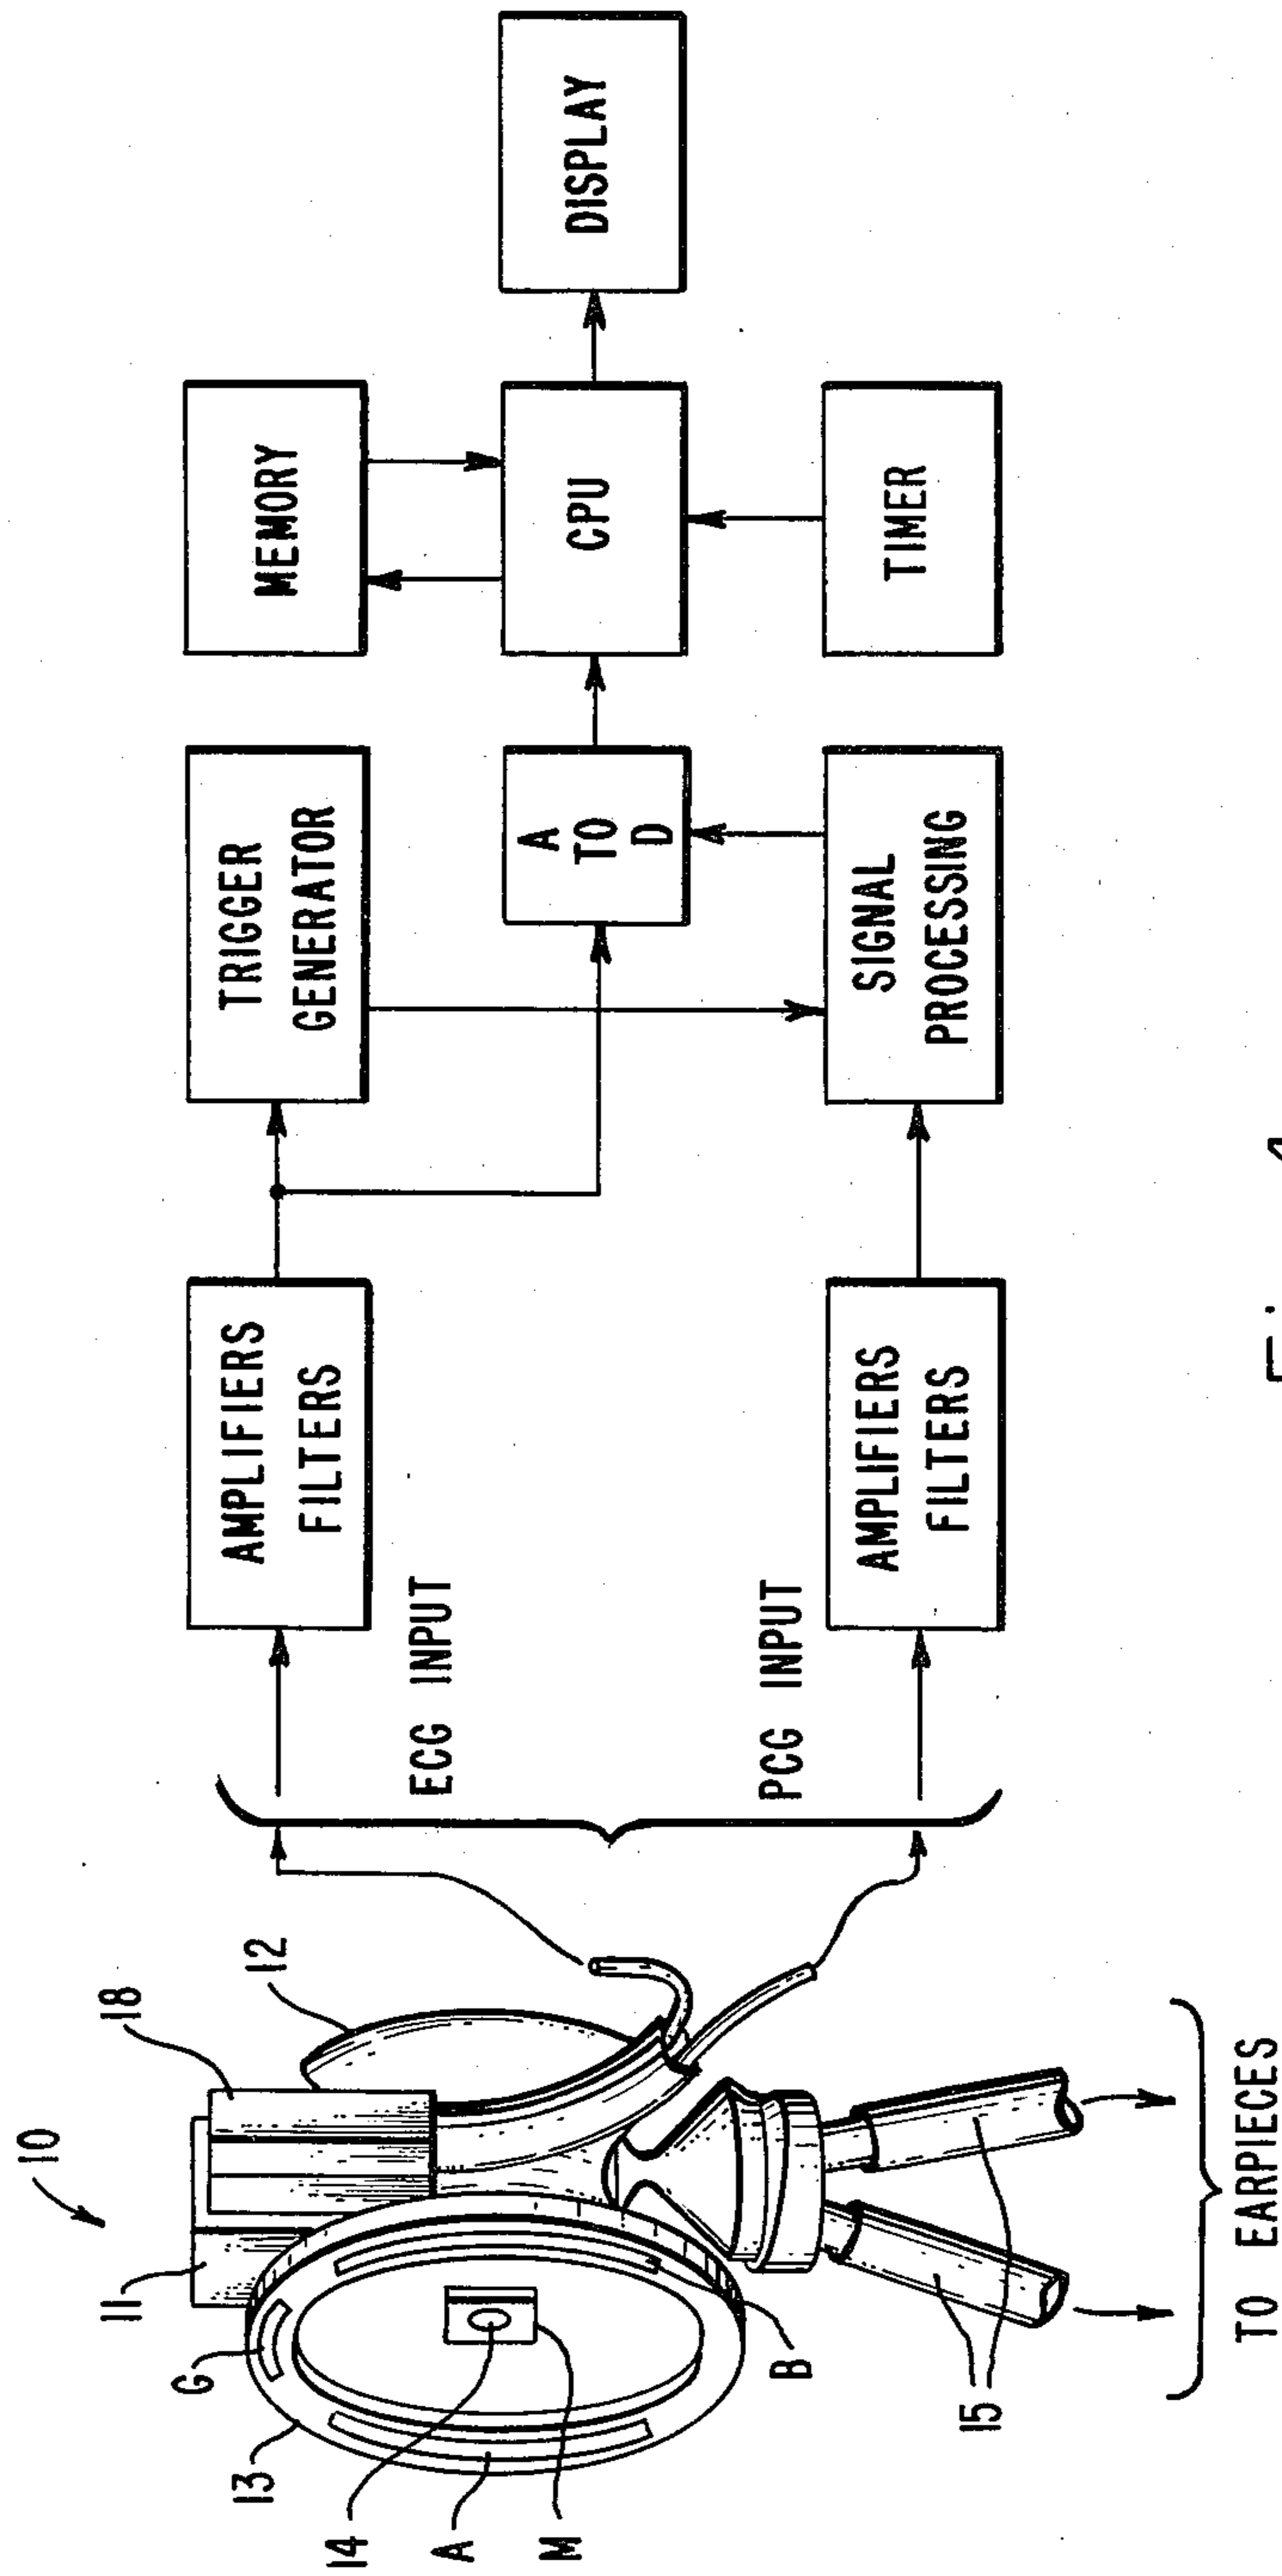 10
11
18
12
G
13
14
A
M
B
15
TO EARPIECES
ECG INPUT
PCG INPUT
AMPLIFIERS
FILTERS
AMPLIFIERS
FILTERS
TRIGGER
GENERATOR
A
TO
D
SIGNAL
PROCESSING
MEMORY
CPU
TIMER
DISPLAY